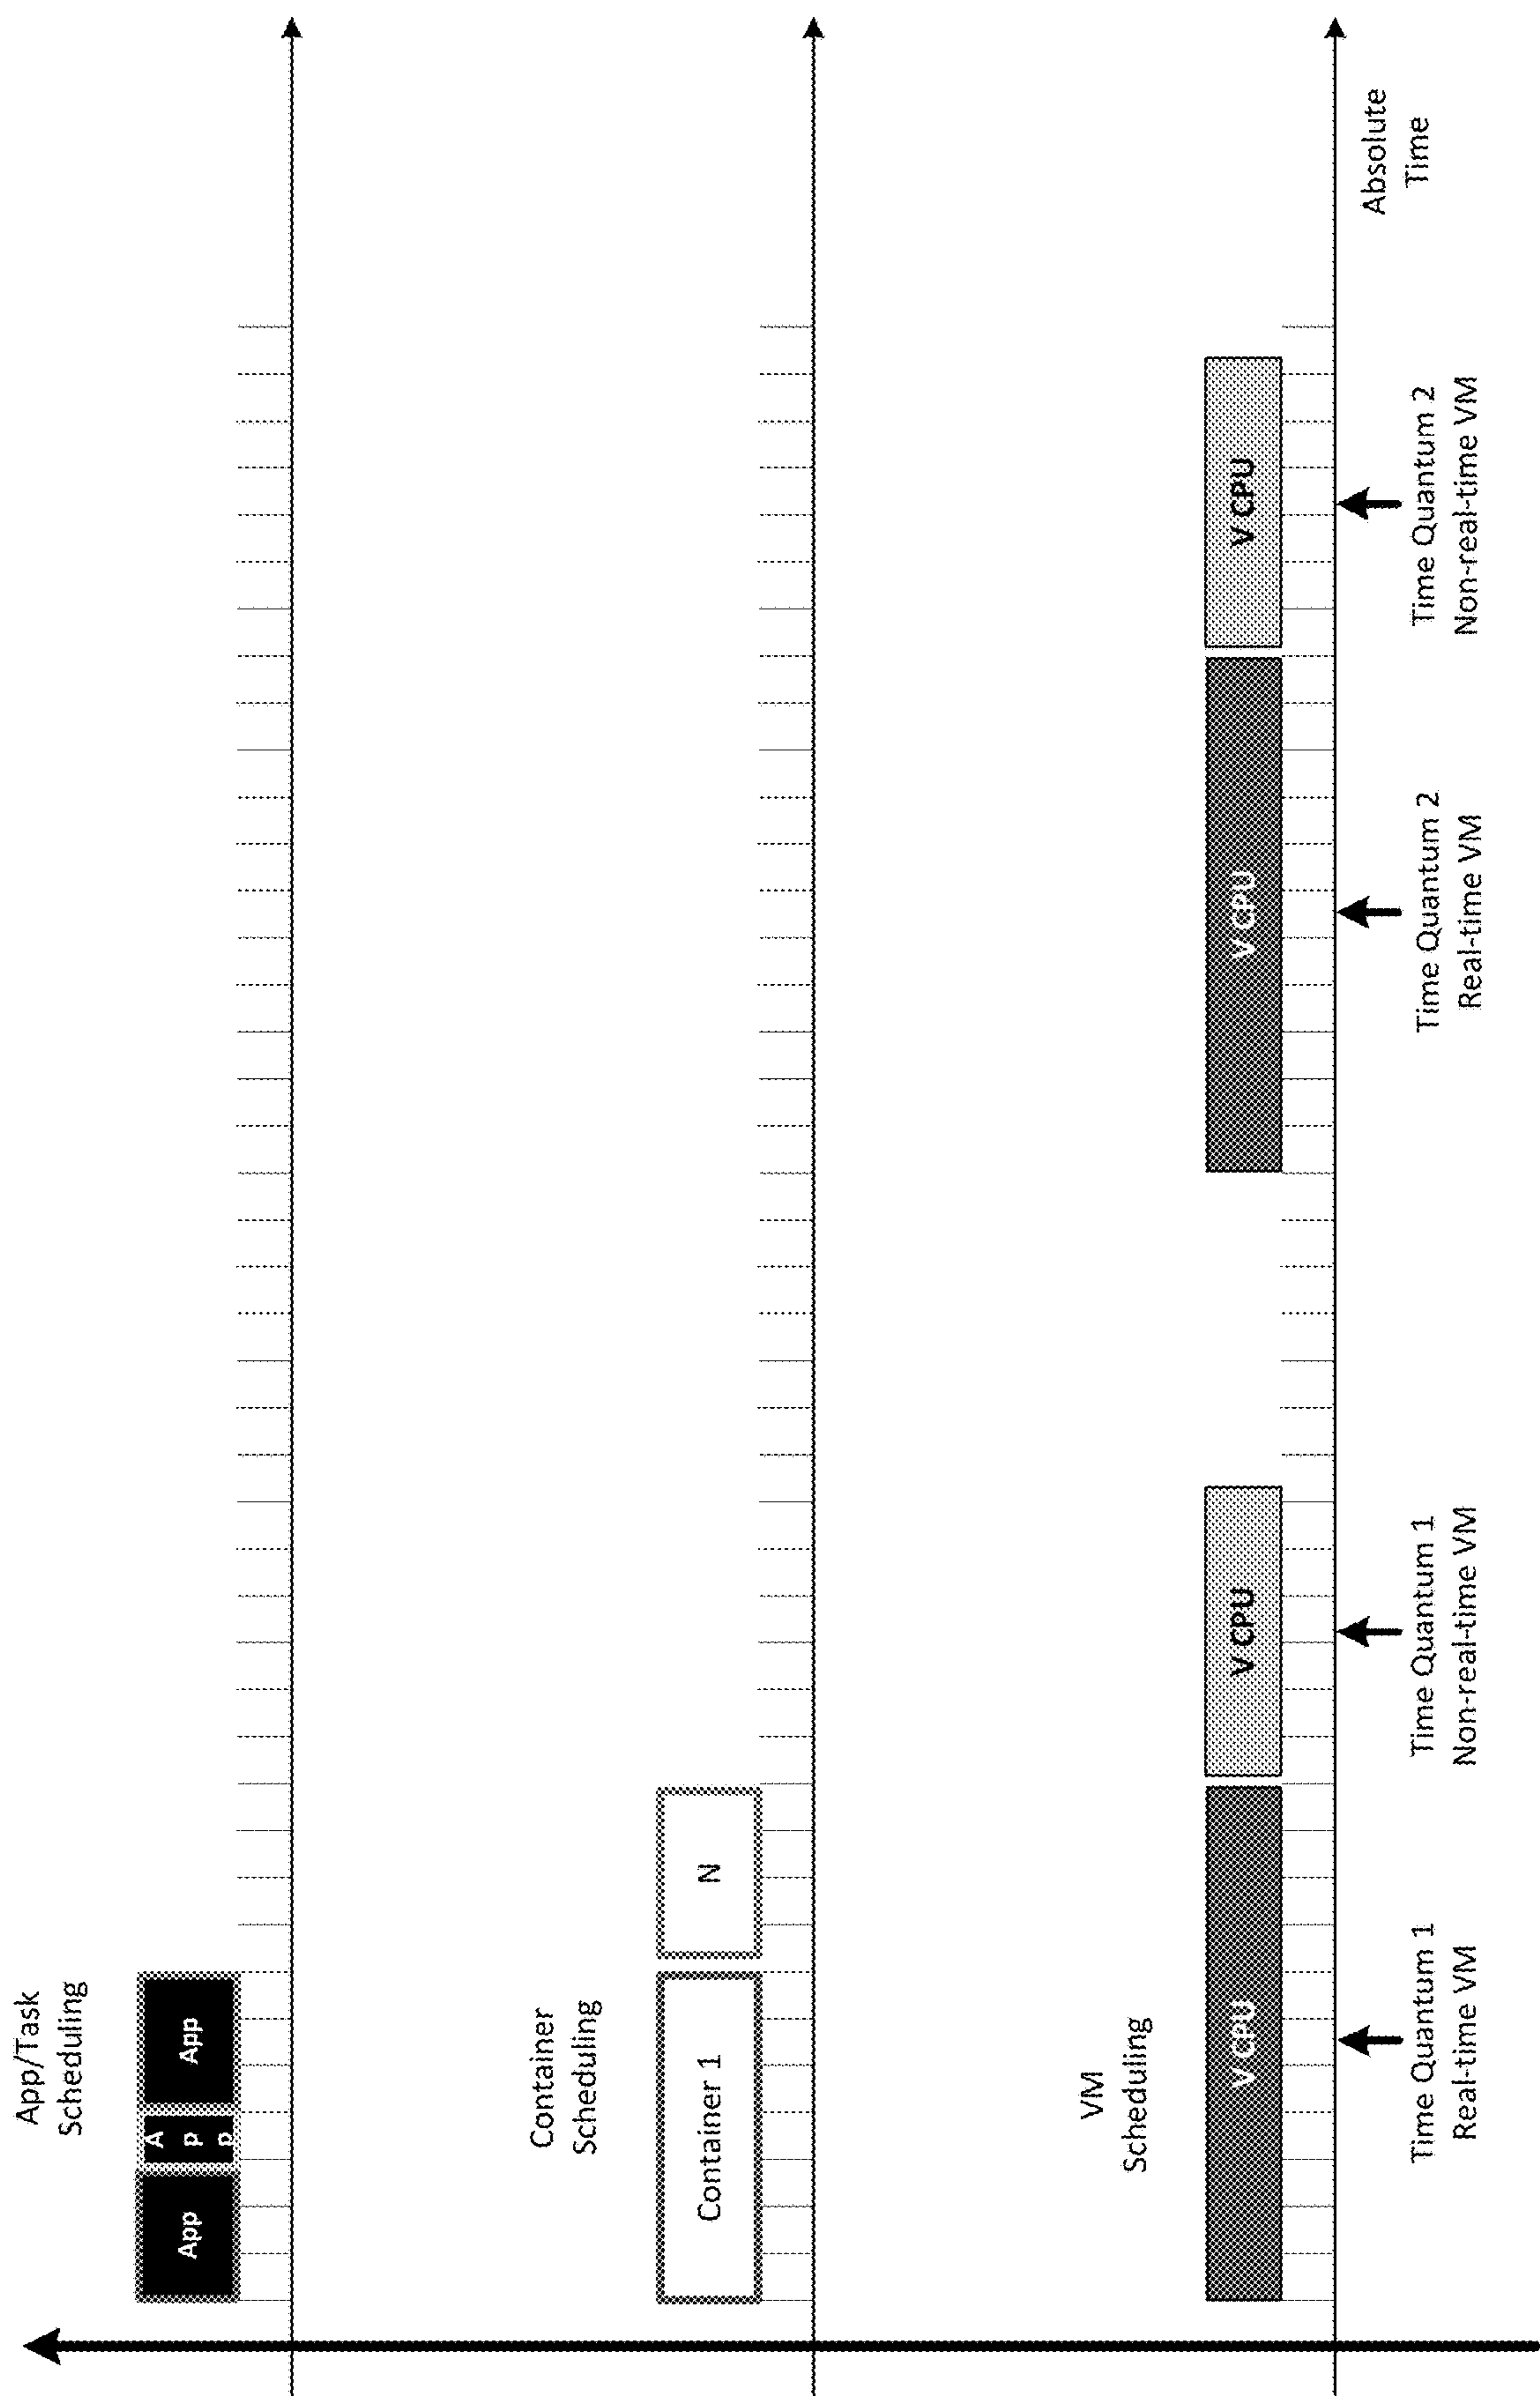 App/Task
Scheduling
App
App
App
Container
Scheduling
Container 1
N
VM
Scheduling
V CPU
V CPU
V CPU
V CPU
Time Quantum 1
Real-time VM
Time Quantum 1
Non-real-time VM
Time Quantum 2
Real-time VM
Time Quantum 2
Non-real-time VM
Absolute
Time